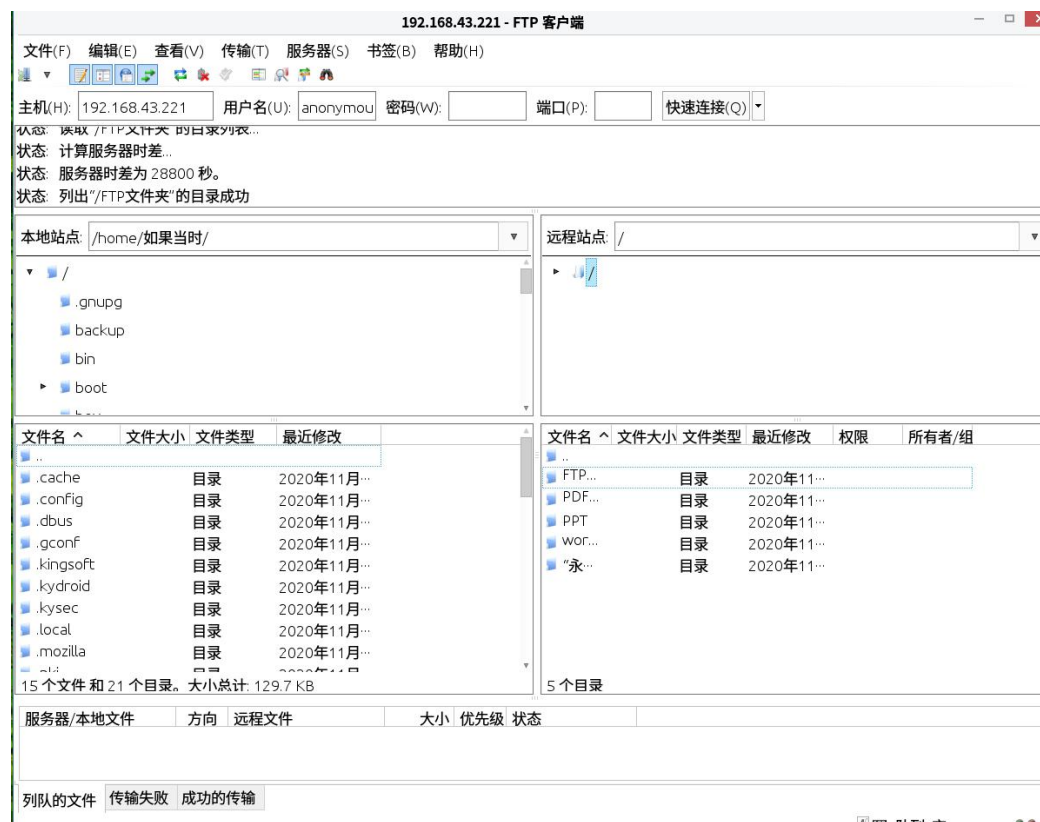 192.168.43.221 - FTP 客户端
文件(F) 编辑(E) 查看(V) 传输(T) 服务器(S) 书签(B) 帮助(H)
主机(H): 192.168.43.221 用户名(U): anonymou 密码(W): 端口(P): 快速连接(Q)
状态: 读取"/FTP文件夹"的目录列表...
状态: 计算服务器时差...
状态: 服务器时差为 28800 秒。
状态: 列出"/FTP文件夹"的目录成功
本地站点: /home/如果当时/
/
.gnupg
backup
bin
boot
远程站点: /
/
文件名 文件大小 文件类型 最近修改
..
.cache 目录 2020年11月…
.config 目录 2020年11月…
.dbus 目录 2020年11月…
.gconf 目录 2020年11月…
.kingsoft 目录 2020年11月…
.kydroid 目录 2020年11月…
.kysec 目录 2020年11月…
.local 目录 2020年11月…
.mozilla 目录 2020年11月…
15 个文件 和 21 个目录。大小总计: 129.7 KB
文件名 文件大小 文件类型 最近修改 权限 所有者/组
..
FTP... 目录 2020年11…
PDF... 目录 2020年11…
PPT 目录 2020年11…
wor... 目录 2020年11…
"永… 目录 2020年11…
5 个目录
服务器/本地文件 方向 远程文件 大小 优先级 状态
列队的文件 传输失败 成功的传输